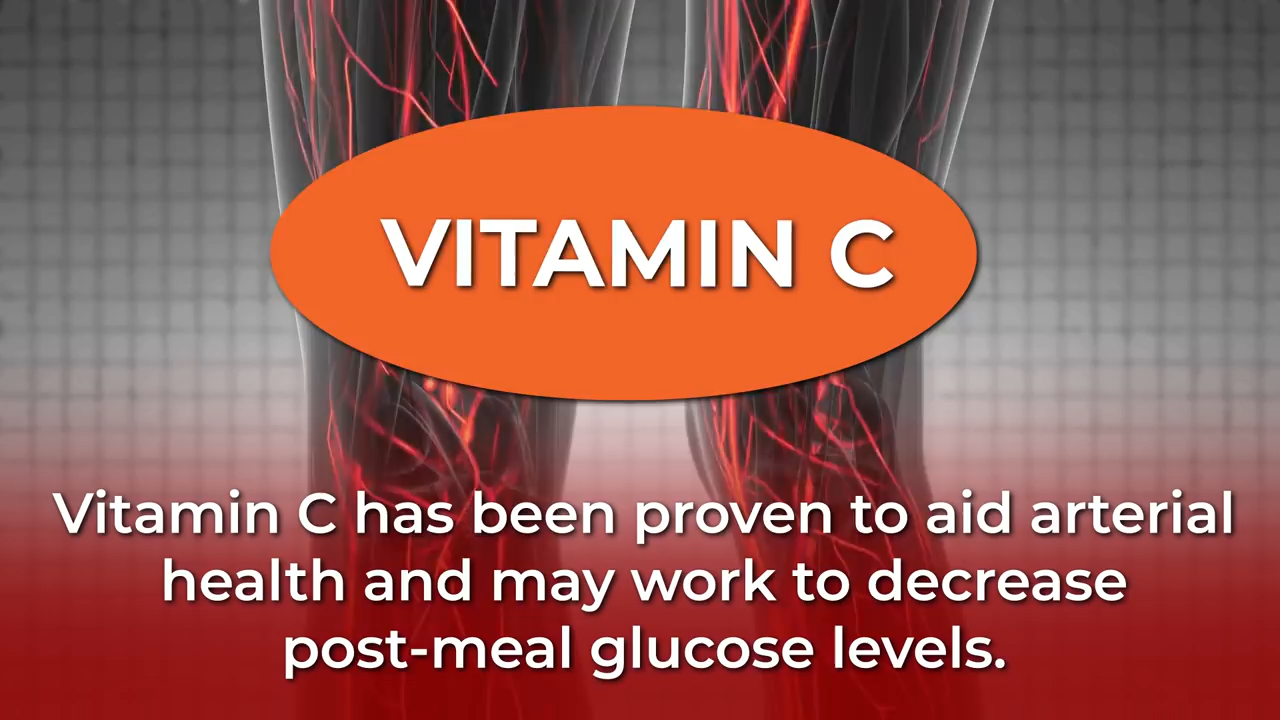 VITAMIN C
Vitamin C has been proven to aid arterial
health and may work to decrease
post-meal glucose levels.